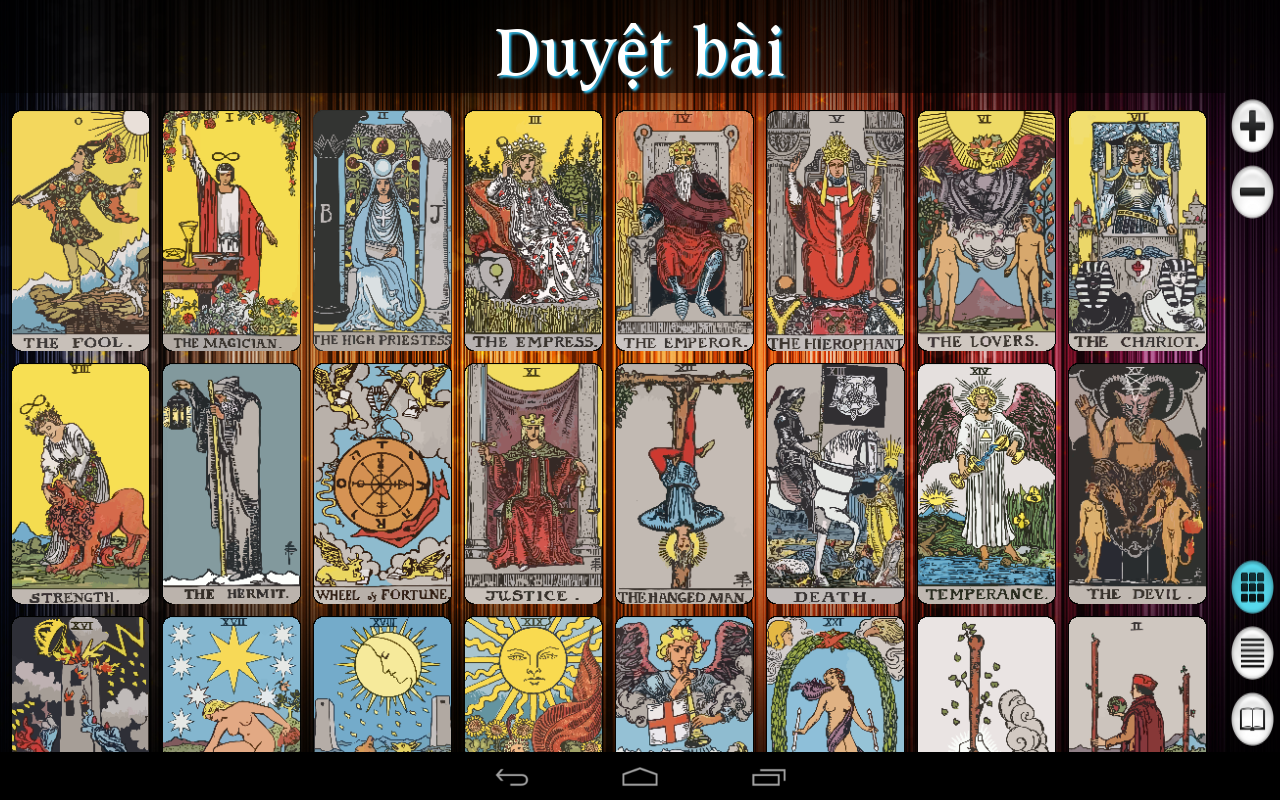 Duyệt bài
O I II III IV V VI VII
B J
THE FOOL. THE MAGICIAN. THE HIGH PRIESTESS THE EMPRESS. THE EMPEROR. THE HIEROPHANT THE LOVERS. THE CHARIOT.
VIII X XI XII XIII XIV XV
STRENGTH. THE HERMIT. WHEEL of FORTUNE JUSTICE. THE HANGED MAN. DEATH. TEMPERANCE. THE DEVIL.
XVI XVII XVIII XIX XX XXI II